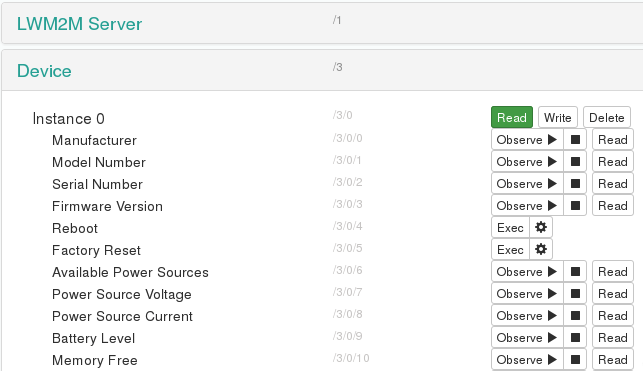 LWM2M Server /1
Device /3
Instance 0 /3/0 Read Write Delete
Manufacturer /3/0/0 Observe Read
Model Number /3/0/1 Observe Read
Serial Number /3/0/2 Observe Read
Firmware Version /3/0/3 Observe Read
Reboot /3/0/4 Exec
Factory Reset /3/0/5 Exec
Available Power Sources /3/0/6 Observe Read
Power Source Voltage /3/0/7 Observe Read
Power Source Current /3/0/8 Observe Read
Battery Level /3/0/9 Observe Read
Memory Free /3/0/10 Observe Read